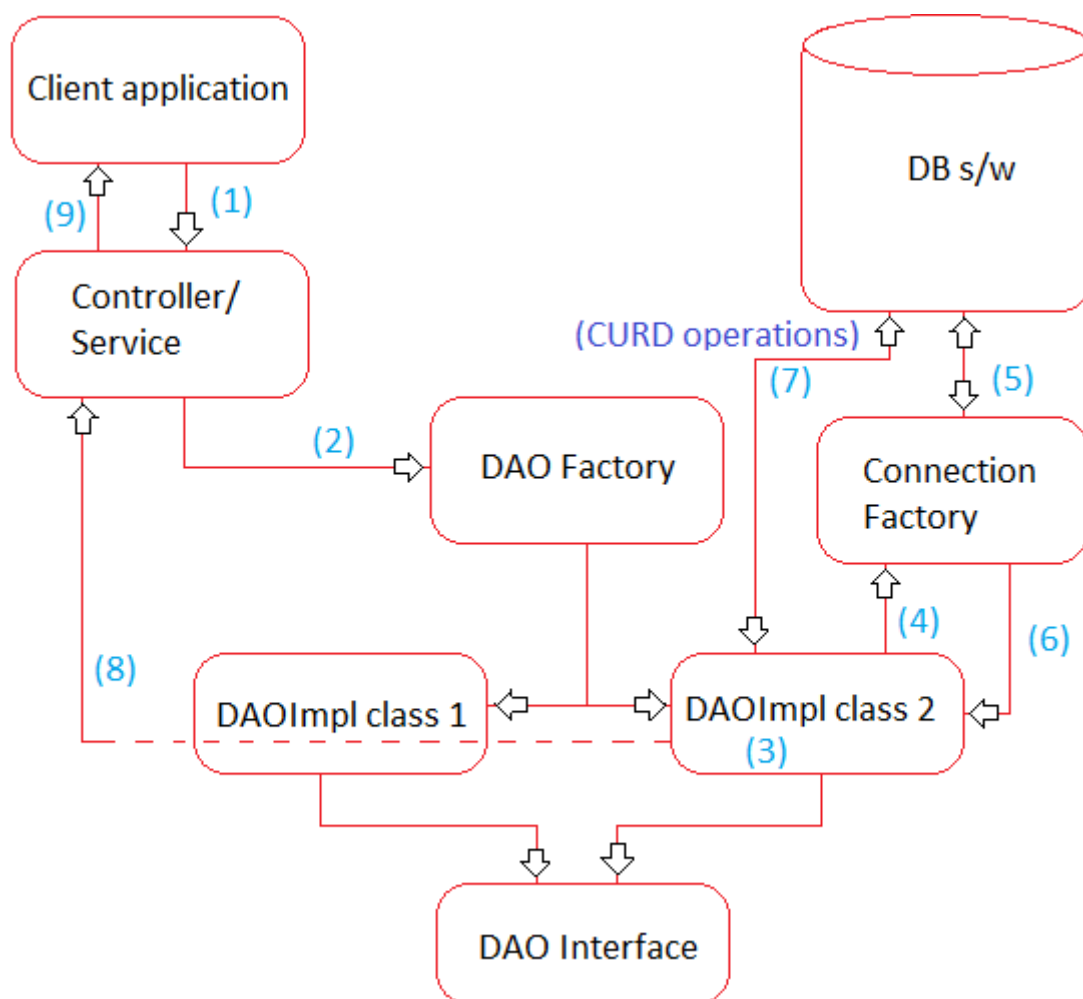 Client application
DB s/w
(9)
(1)
Controller/
Service
(CURD operations)
(7)
(5)
(2)
DAO Factory
Connection
Factory
(4)
(6)
(8)
DAOImpl class 1
DAOImpl class 2
(3)
DAO Interface